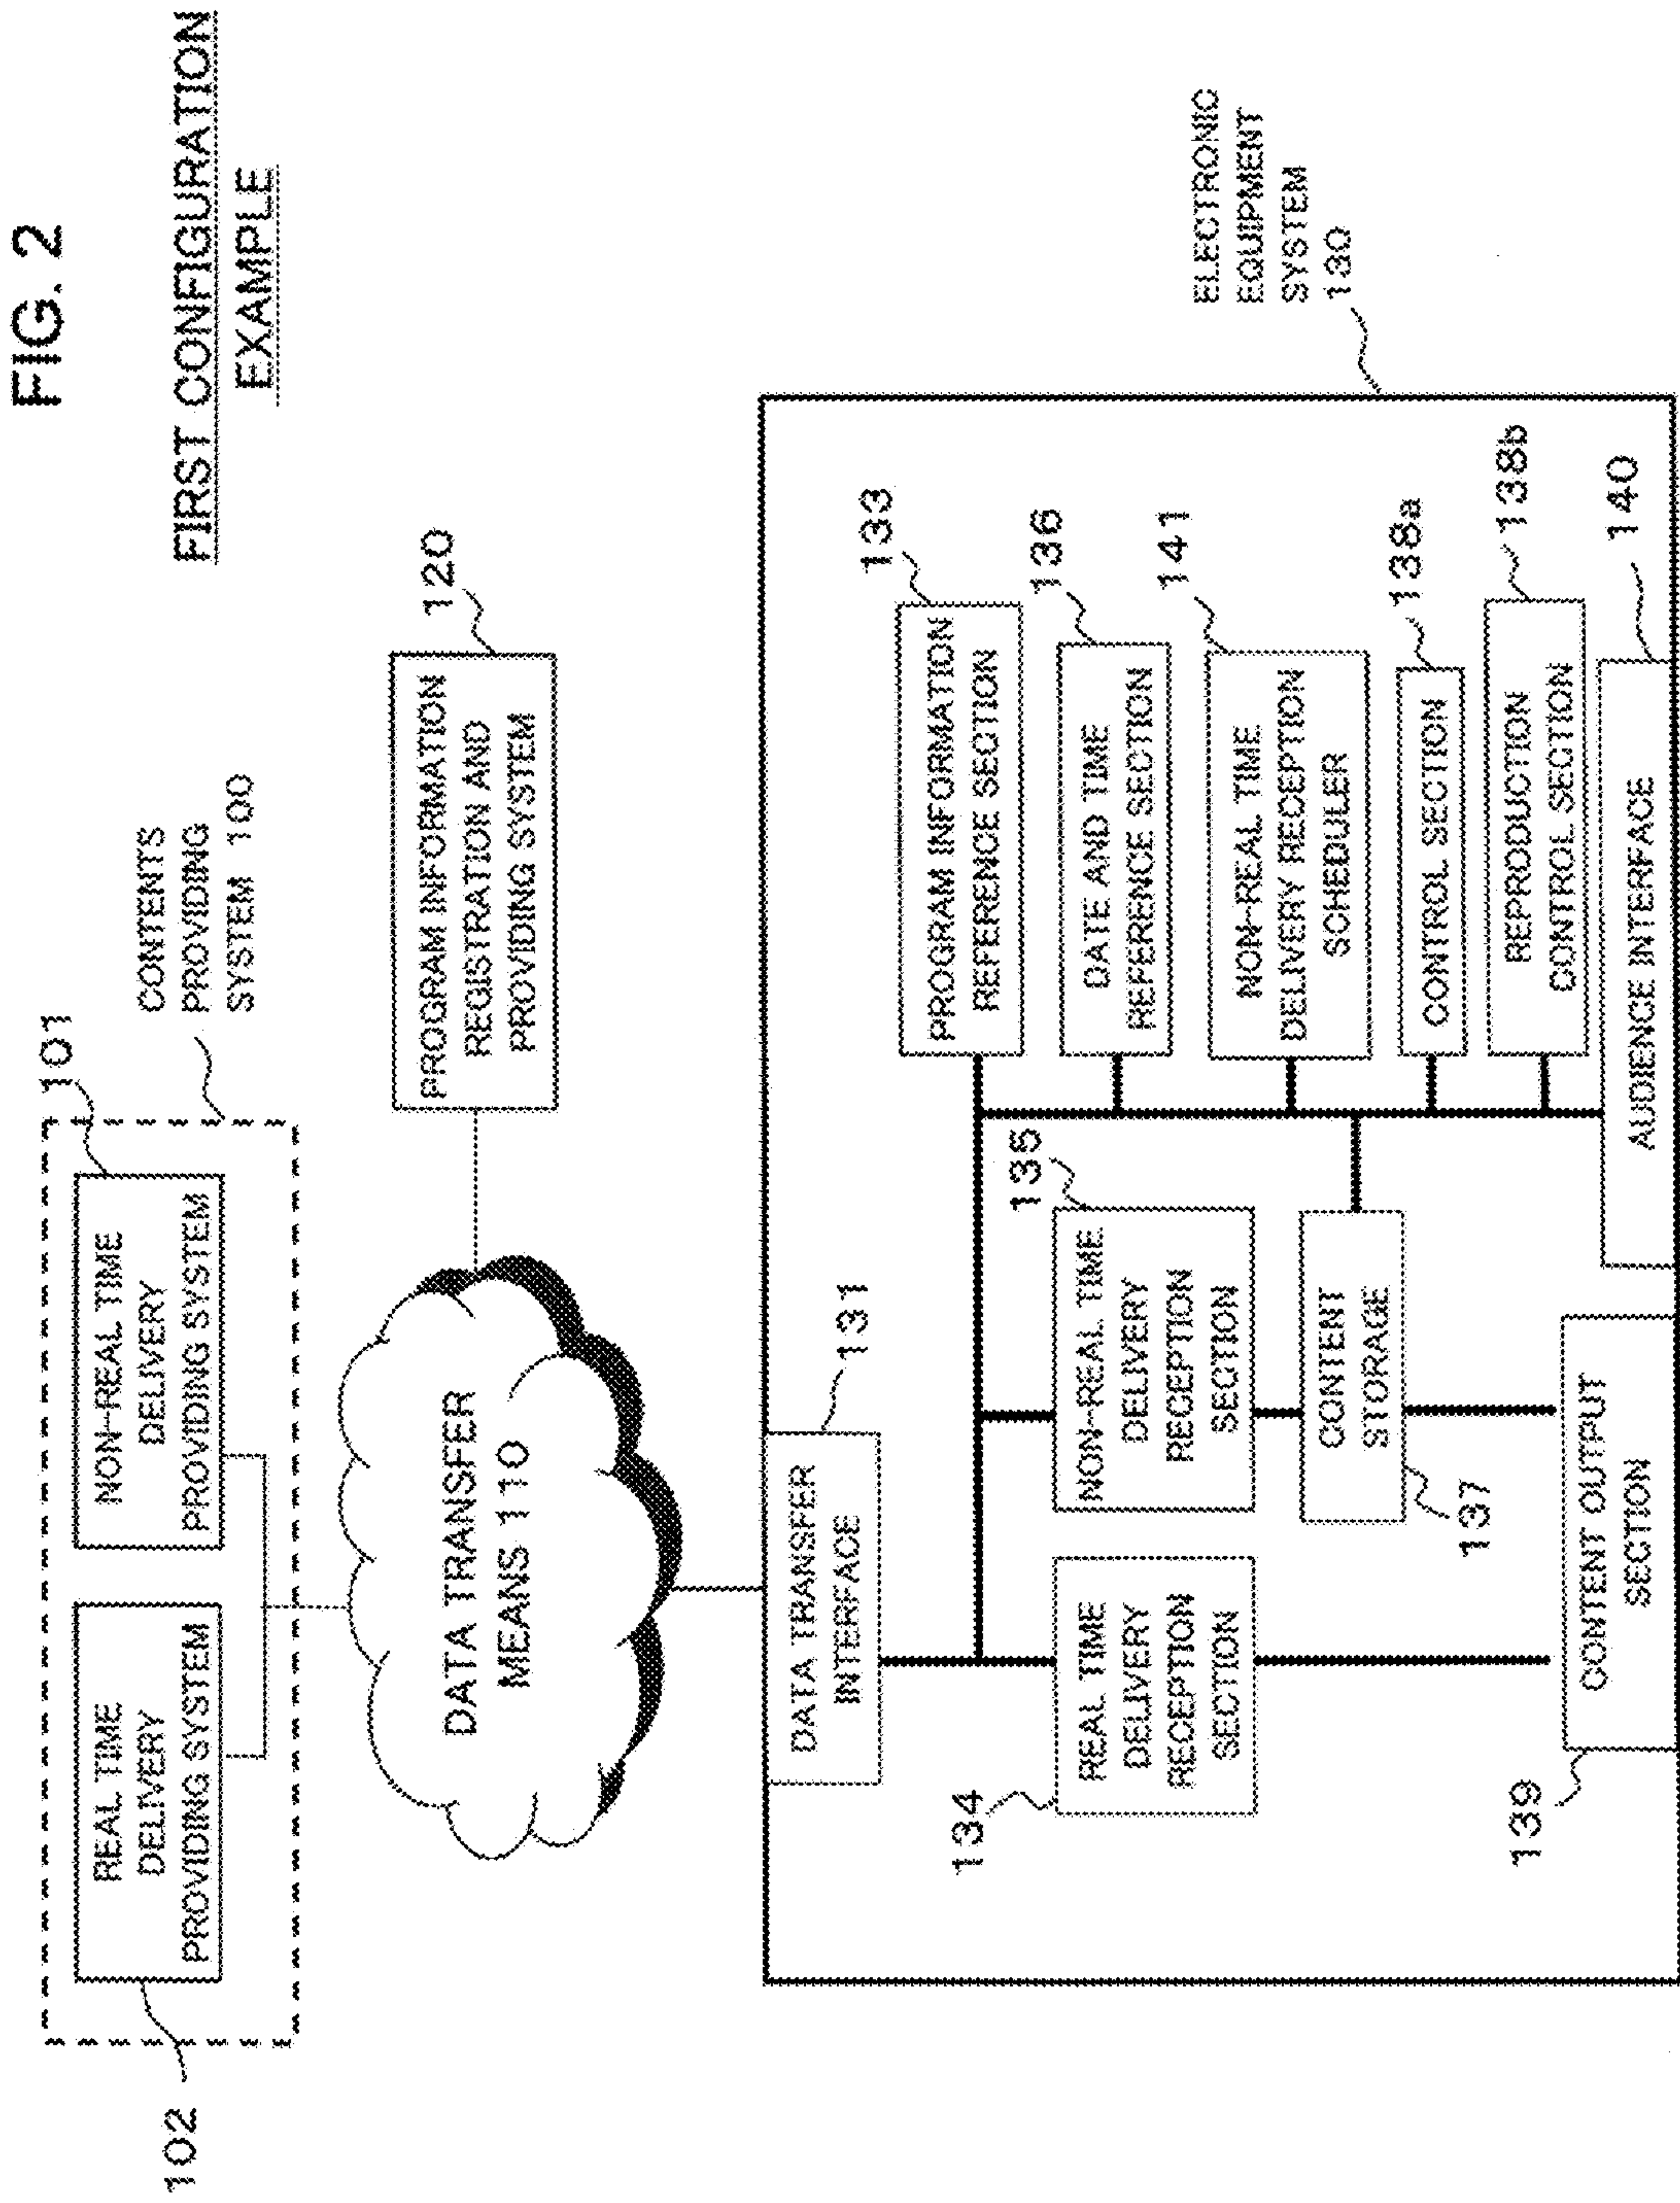 FIG. 2
FIRST CONFIGURATION
EXAMPLE
102
REAL TIME
DELIVERY
PROVIDING SYSTEM
NON-REAL TIME
DELIVERY
PROVIDING SYSTEM
101
CONTENTS
PROVIDING
SYSTEM 100
DATA TRANSFER
MEANS 110
PROGRAM INFORMATION
REGISTRATION AND
PROVIDING SYSTEM
120
ELECTRONIC
EQUIPMENT
SYSTEM
130
DATA TRANSFER
INTERFACE
131
134
REAL TIME
DELIVERY
RECEPTION
SECTION
NON-REAL TIME
DELIVERY
RECEPTION
SECTION
135
CONTENT
STORAGE
137
139
CONTENT OUTPUT
SECTION
PROGRAM INFORMATION
REFERENCE SECTION
133
DATE AND TIME
REFERENCE SECTION
136
NON-REAL TIME
DELIVERY RECEPTION
SCHEDULER
141
CONTROL SECTION
138a
REPRODUCTION
CONTROL SECTION
138b
AUDIENCE INTERFACE
140